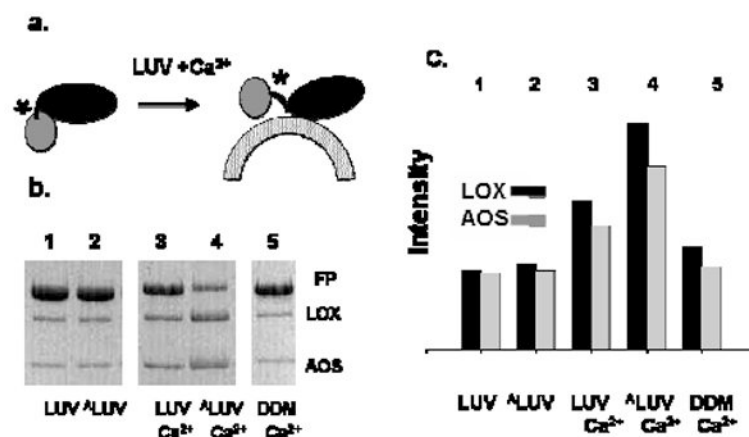 a.
LUV +Ca²⁺
*
*
b.
1 2 3 4 5
FP
LOX
AOS
LUV ᴬLUV LUV ᴬLUV DDM
Ca²⁺ Ca²⁺ Ca²⁺
C.
1 2 3 4 5
LOX
AOS
Intensity
LUV ᴬLUV LUV ᴬLUV DDM
Ca²⁺ Ca²⁺ Ca²⁺